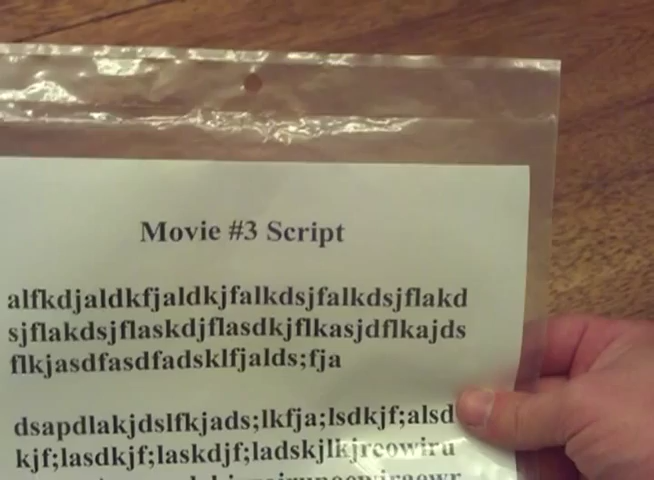 Movie #3 Script
alfkdjaldkfjaldkjfalkdsjfalkdsjflakd
sjflakdsjflaskdjflasdkjflkasjdflkajds
flkjasdfasdfadsklfjalds;fja
dsapdlakjdslfkjads;lkfja;lsdkjf;alsd
kjf;lasdkjf;laskdjf;ladskjlkjreowiru